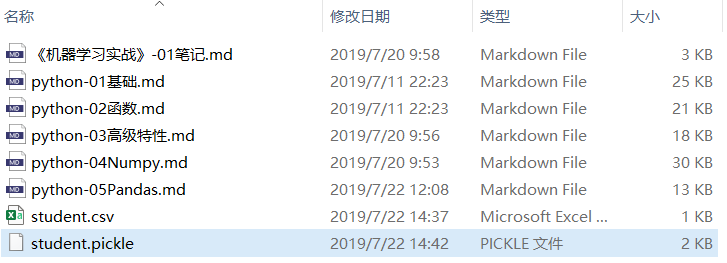 名称 修改日期 类型 大小
《机器学习实战》-01笔记.md 2019/7/20 9:58 Markdown File 3 KB
python-01基础.md 2019/7/11 22:23 Markdown File 25 KB
python-02函数.md 2019/7/11 22:23 Markdown File 21 KB
python-03高级特性.md 2019/7/20 9:56 Markdown File 18 KB
python-04Numpy.md 2019/7/20 9:53 Markdown File 30 KB
python-05Pandas.md 2019/7/22 12:08 Markdown File 13 KB
student.csv 2019/7/22 14:37 Microsoft Excel ... 1 KB
student.pickle 2019/7/22 14:42 PICKLE 文件 2 KB